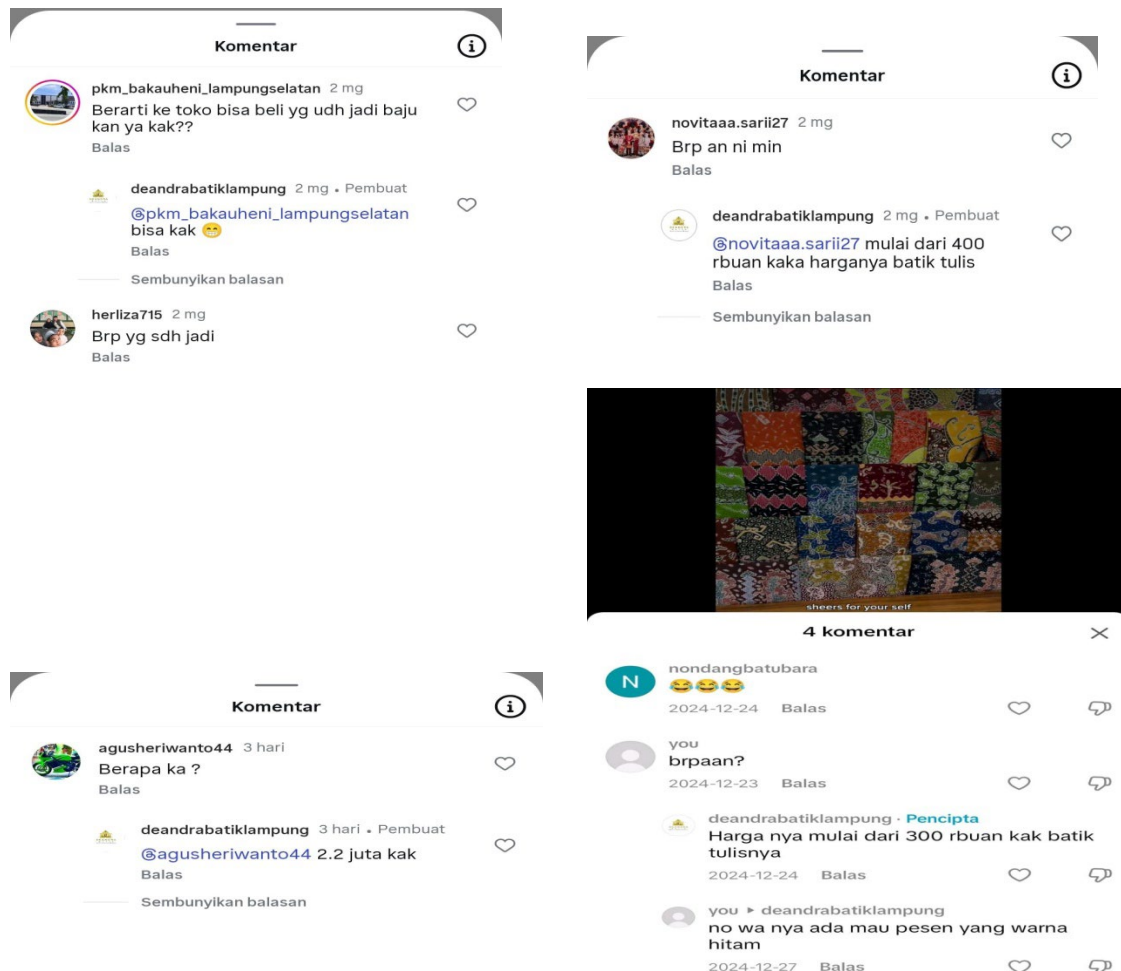 Komentar
pkm_bakauheni_lampungselatan 2 mg
Berarti ke toko bisa beli yg udh jadi baju
kan ya kak??
Balas
deandrabatiklampung 2 mg • Pembuat
@pkm_bakauheni_lampungselatan
bisa kak 😁
Balas
Sembunyikan balasan
herliza715 2 mg
Brp yg sdh jadi
Balas
Komentar
novitaaa.sarii27 2 mg
Brp an ni min
Balas
deandrabatiklampung 2 mg • Pembuat
@novitaaa.sarii27 mulai dari 400
rbuan kaka harganya batik tulis
Balas
Sembunyikan balasan
Komentar
agusheriwanto44 3 hari
Berapa ka ?
Balas
deandrabatiklampung 3 hari • Pembuat
@agusheriwanto44 2.2 juta kak
Balas
Sembunyikan balasan
sheers for your self
4 komentar
N
nondangbatubara
😂😂😂
2024-12-24 Balas
you
brpaan?
2024-12-23 Balas
deandrabatiklampung · Pencipta
Harga nya mulai dari 300 rbuan kak batik
tulisnya
2024-12-24 Balas
you ▸ deandrabatiklampung
no wa nya ada mau pesen yang warna
hitam
2024-12-27 Balas